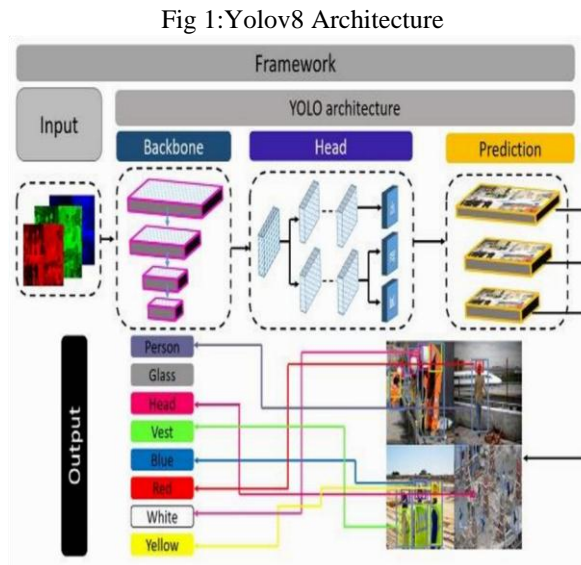 Fig 1:Yolov8 Architecture
Framework
Input
YOLO architecture
Backbone
Head
Prediction
Output
Person
Glass
Head
Vest
Blue
Red
White
Yellow